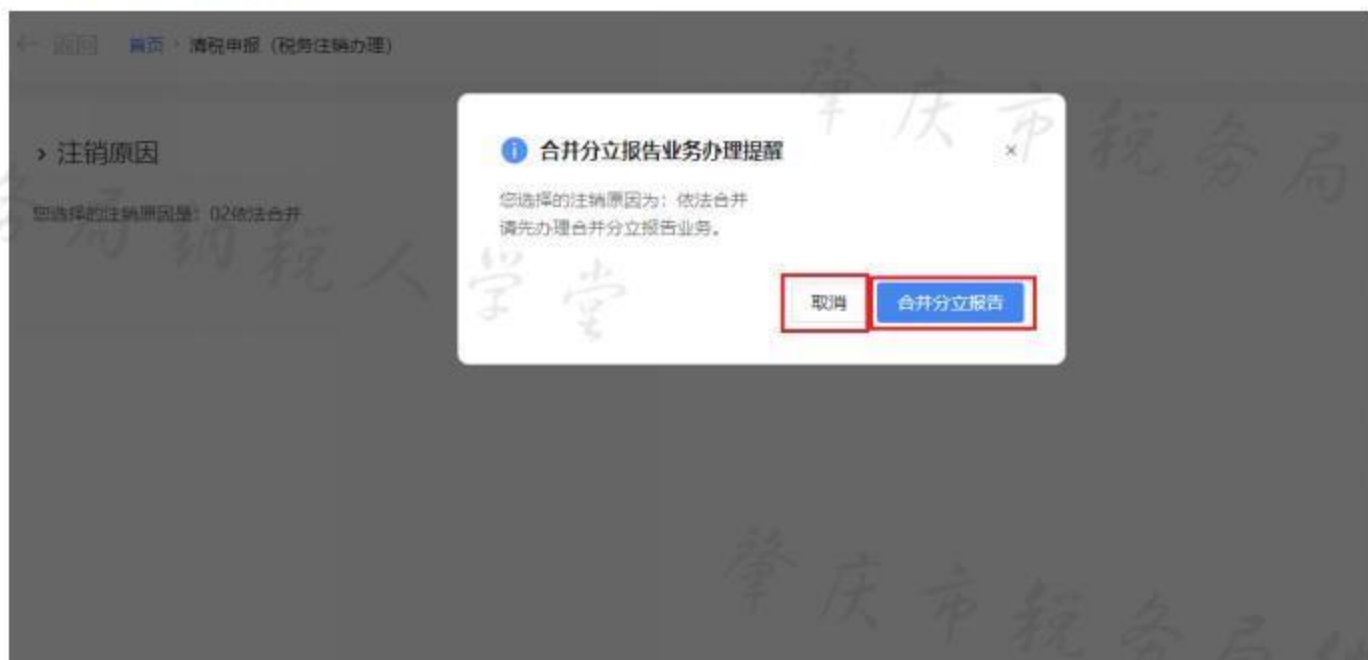 ← 返回 首页 › 清税申报（税务注销办理）
› 注销原因
您选择的注销原因是：02依法合并
合并分立报告业务办理提醒 ×
您选择的注销原因为：依法合并
请先办理合并分立报告业务。
取消 合并分立报告
肇庆市税务局
务局纳税人学堂
肇庆市税务局纳